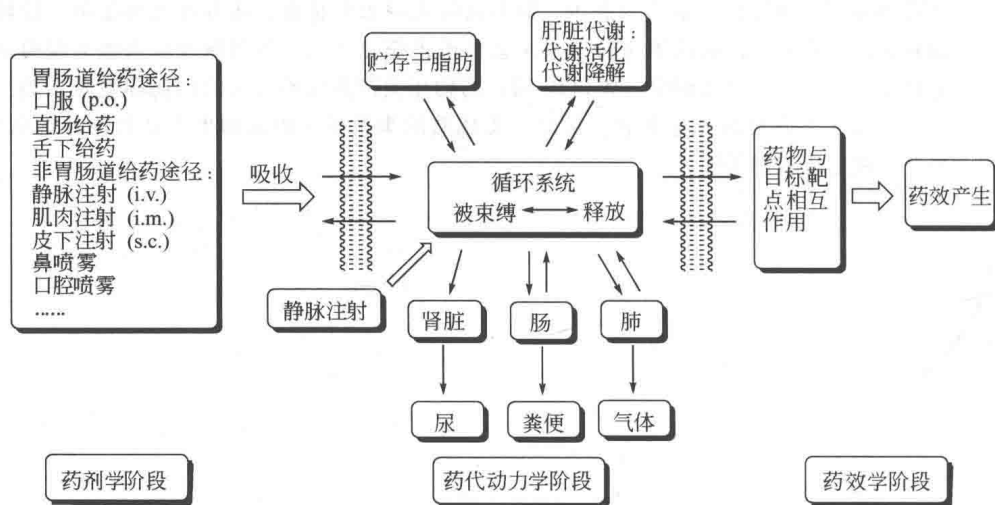 胃肠道给药途径：
口服 (p.o.)
直肠给药
舌下给药
非胃肠道给药途径：
静脉注射 (i.v.)
肌肉注射 (i.m.)
皮下注射 (s.c.)
鼻喷雾
口腔喷雾
……
吸收
贮存于脂肪
肝脏代谢：
代谢活化
代谢降解
循环系统
被束缚
释放
静脉注射
肾脏
肠
肺
尿
粪便
气体
药物与
目标靶
点相互
作用
药效产生
药剂学阶段
药代动力学阶段
药效学阶段